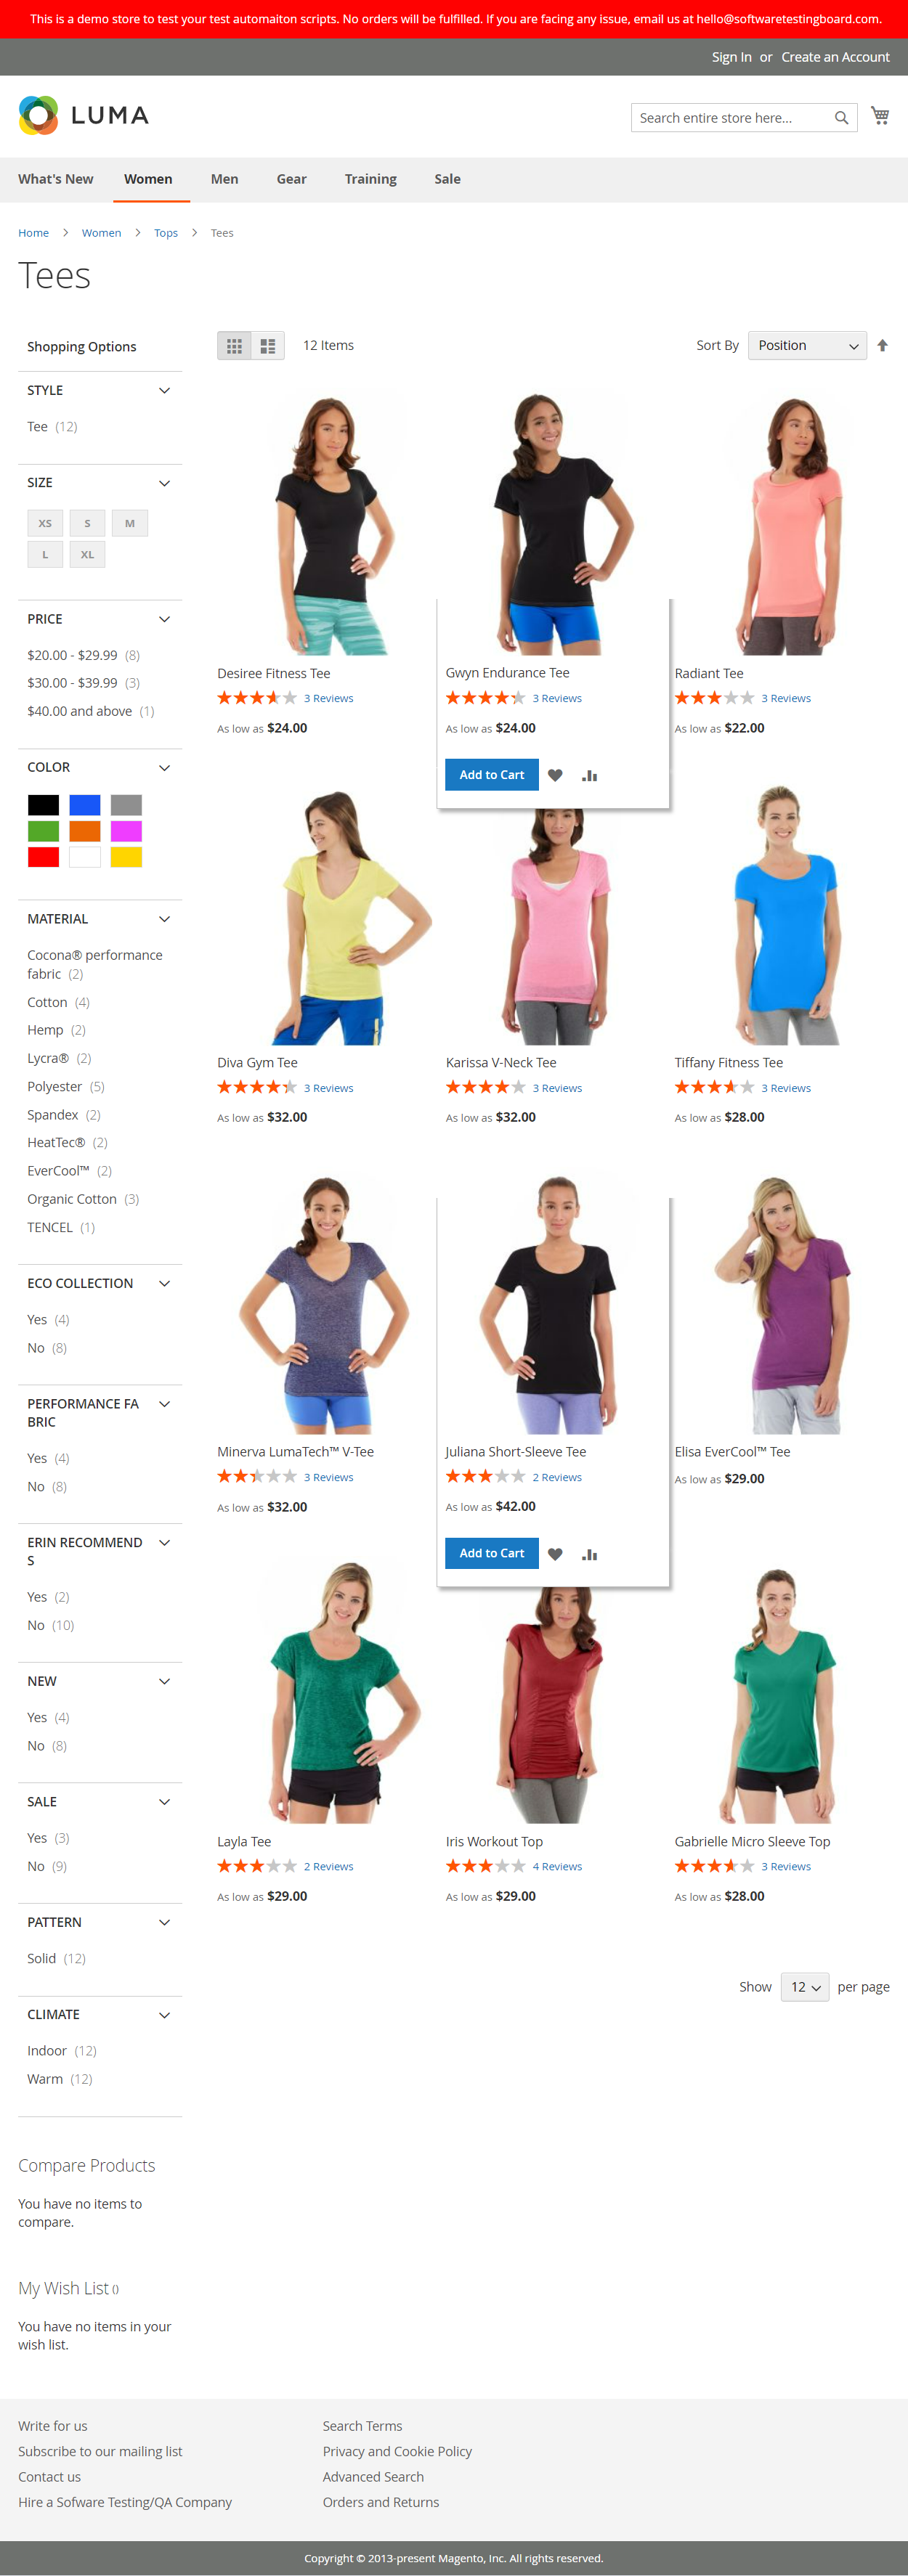 This is a demo store to test your test automaiton scripts. No orders will be fulfilled. If you are facing any issue, email us at hello@softwaretestingboard.com.
Sign In or Create an Account
LUMA
Search entire store here...
What's New Women Men Gear Training Sale
Home > Women > Tops > Tees
Tees
Shopping Options
STYLE
Tee (12)
SIZE
XS S M
L XL
PRICE
$20.00 - $29.99 (8)
$30.00 - $39.99 (3)
$40.00 and above (1)
COLOR
MATERIAL
Cocona® performance
fabric (2)
Cotton (4)
Hemp (2)
Lycra® (2)
Polyester (5)
Spandex (2)
HeatTec® (2)
EverCool™ (2)
Organic Cotton (3)
TENCEL (1)
ECO COLLECTION
Yes (4)
No (8)
PERFORMANCE FA
BRIC
Yes (4)
No (8)
ERIN RECOMMEND
S
Yes (2)
No (10)
NEW
Yes (4)
No (8)
SALE
Yes (3)
No (9)
PATTERN
Solid (12)
CLIMATE
Indoor (12)
Warm (12)
Compare Products
You have no items to
compare.
My Wish List ()
You have no items in your
wish list.
12 Items
Sort By Position
Desiree Fitness Tee
3 Reviews
As low as $24.00
Gwyn Endurance Tee
3 Reviews
As low as $24.00
Add to Cart
Radiant Tee
3 Reviews
As low as $22.00
Diva Gym Tee
3 Reviews
As low as $32.00
Karissa V-Neck Tee
3 Reviews
As low as $32.00
Tiffany Fitness Tee
3 Reviews
As low as $28.00
Minerva LumaTech™ V-Tee
3 Reviews
As low as $32.00
Juliana Short-Sleeve Tee
2 Reviews
As low as $42.00
Add to Cart
Elisa EverCool™ Tee
As low as $29.00
Layla Tee
2 Reviews
As low as $29.00
Iris Workout Top
4 Reviews
As low as $29.00
Gabrielle Micro Sleeve Top
3 Reviews
As low as $28.00
Show 12 per page
Write for us
Subscribe to our mailing list
Contact us
Hire a Sofware Testing/QA Company
Search Terms
Privacy and Cookie Policy
Advanced Search
Orders and Returns
Copyright © 2013-present Magento, Inc. All rights reserved.